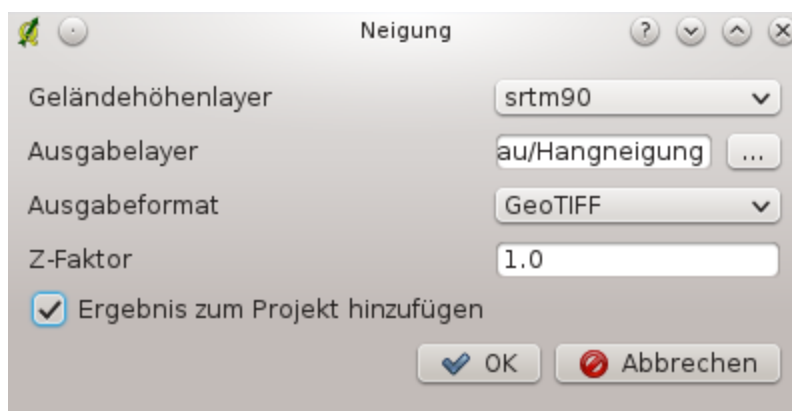 Neigung
Geländehöhenlayer srtm90
Ausgabelayer au/Hangneigung ...
Ausgabeformat GeoTIFF
Z-Faktor 1.0
Ergebnis zum Projekt hinzufügen
OK Abbrechen